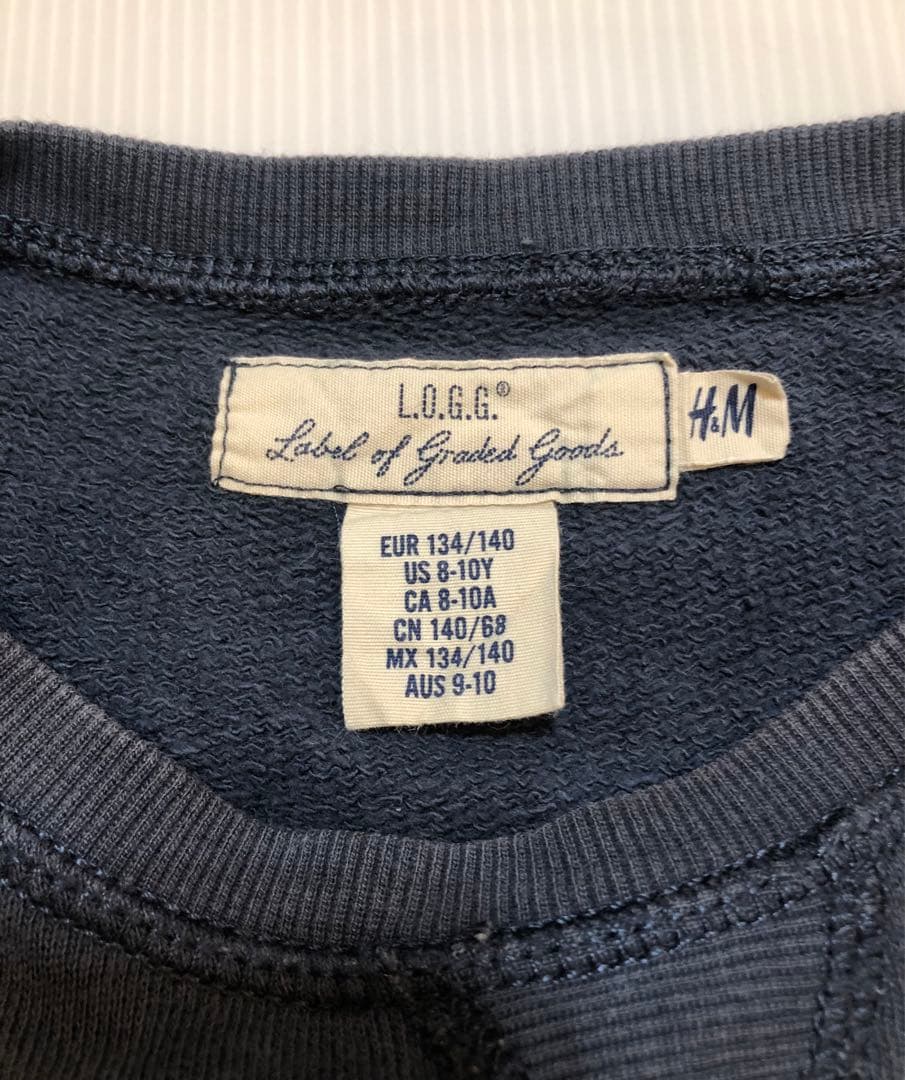 L.O.G.G.®
Label of Graded Goods
H&M
EUR 134/140
US 8-10Y
CA 8-10A
CN 140/68
MX 134/140
AUS 9-10